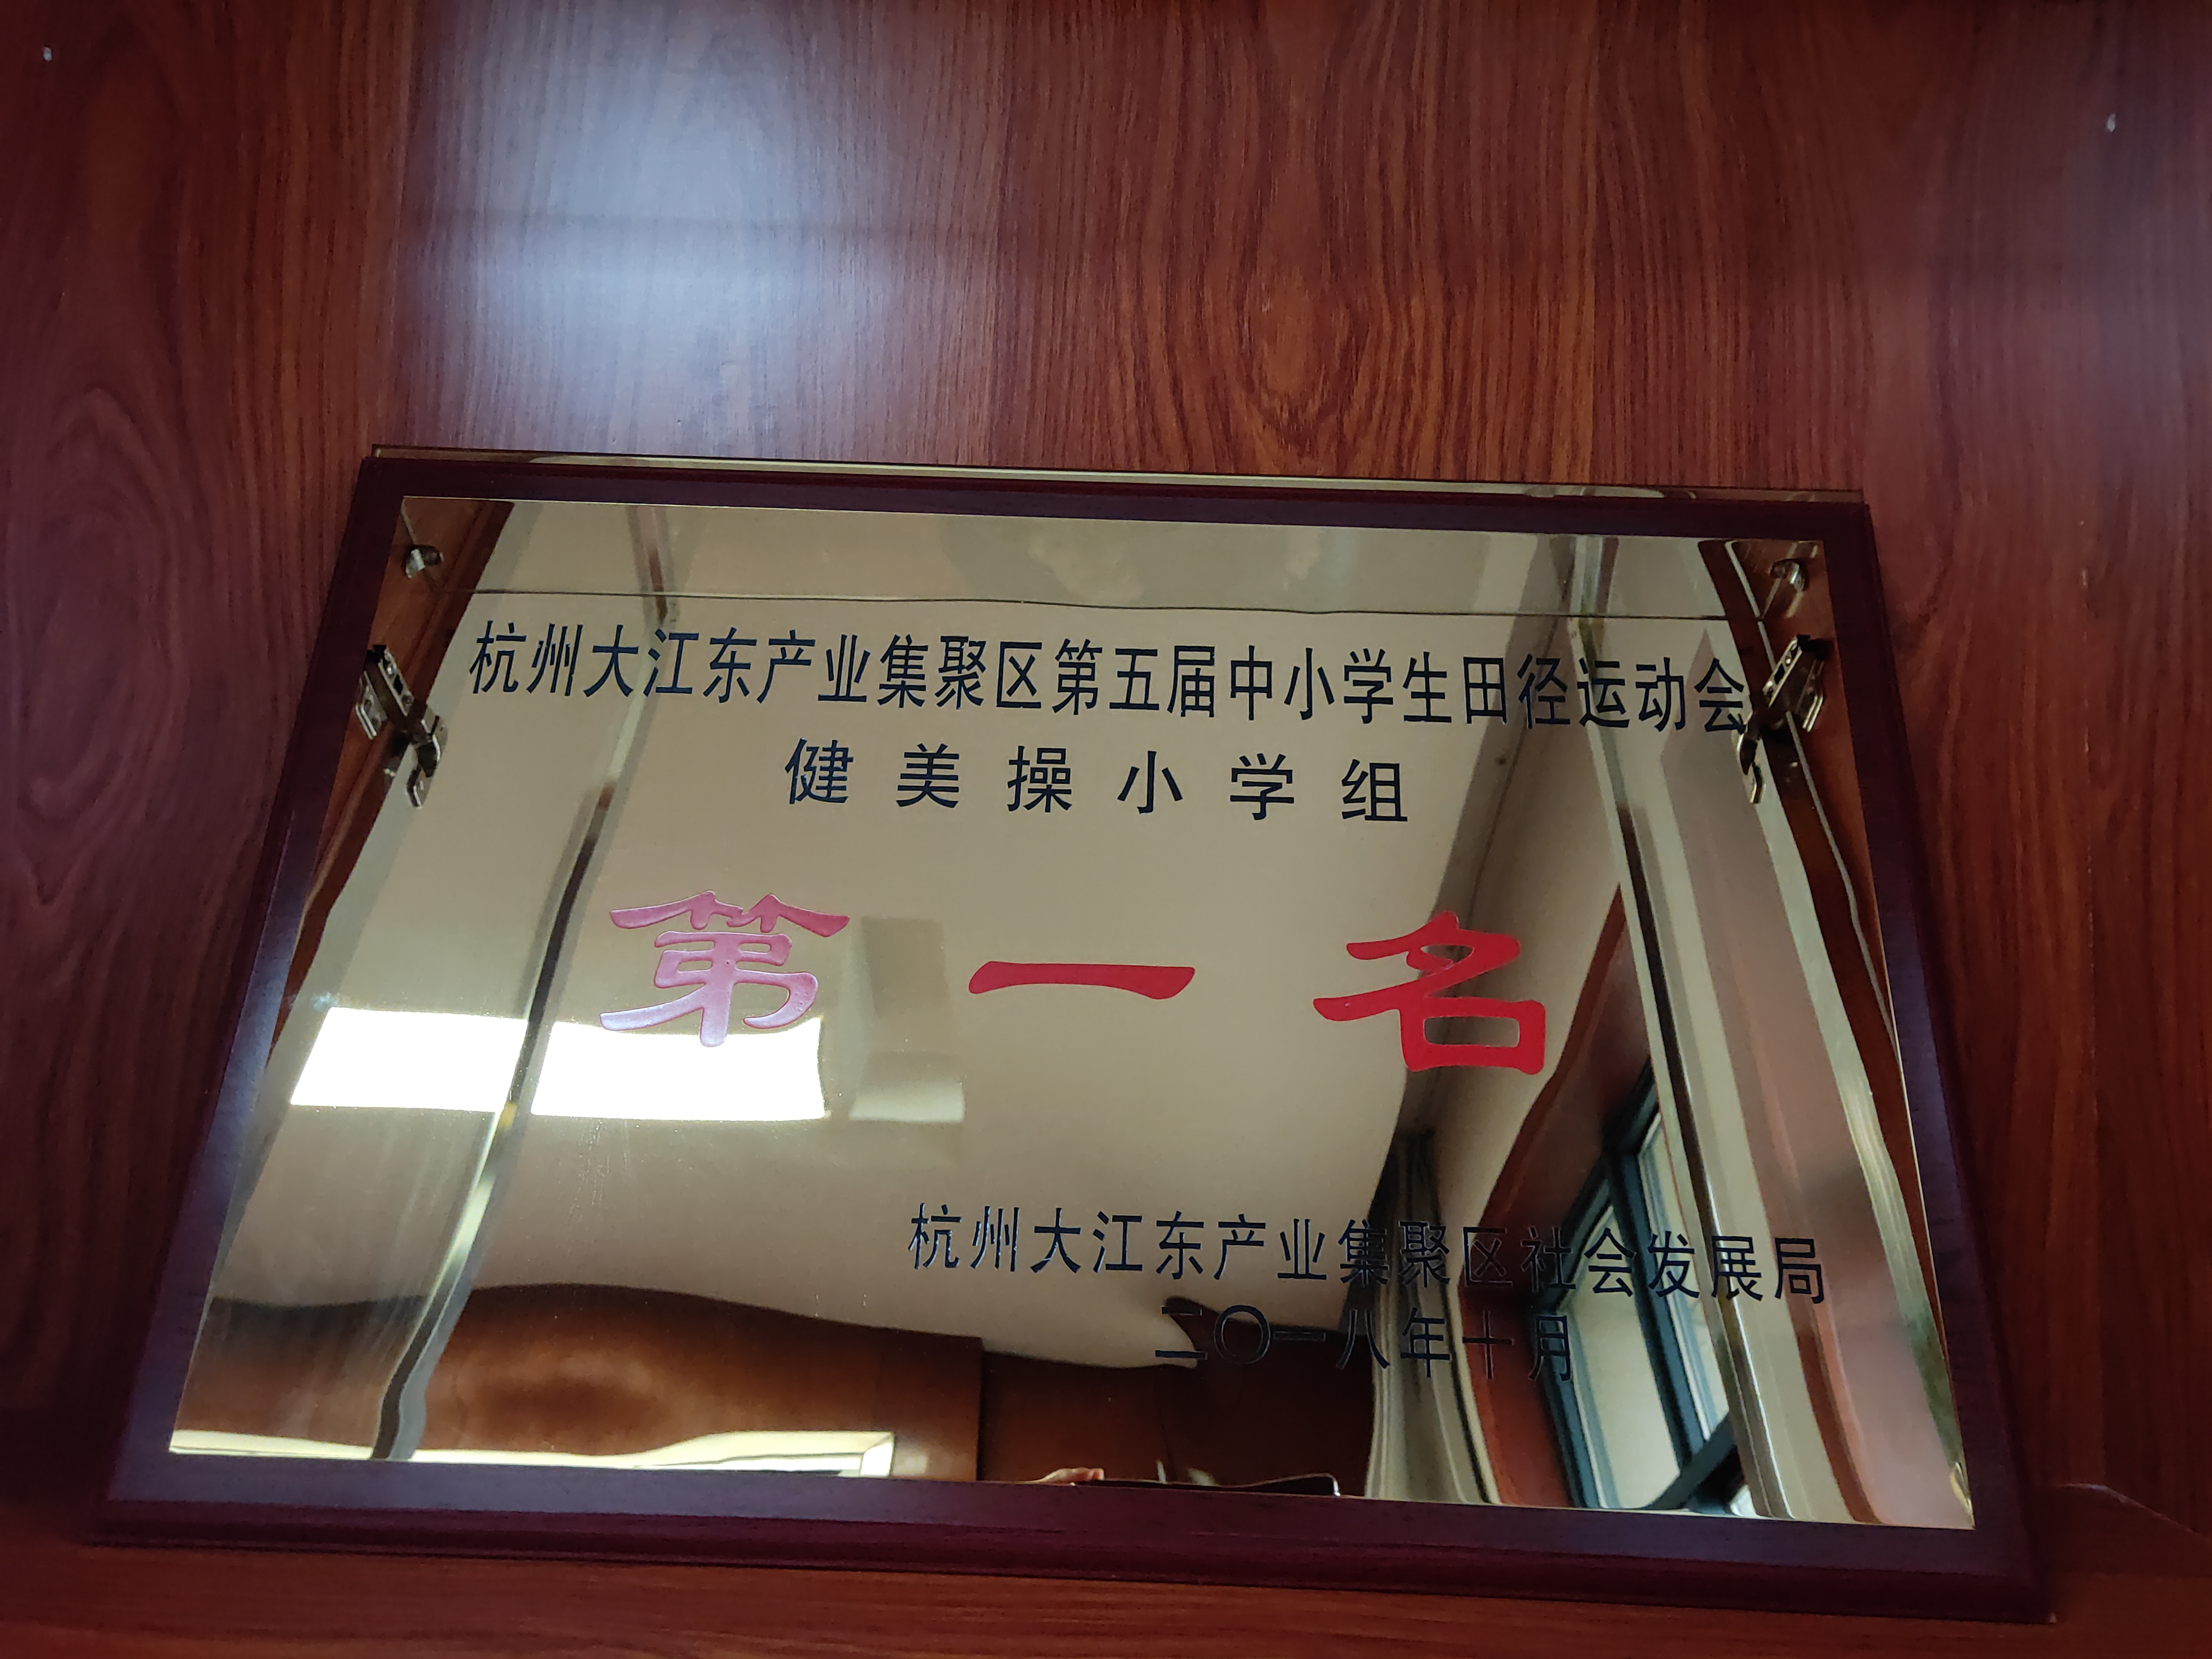 杭州大江东产业集聚区第五届中小学生田径运动会
健美操小学组
第一名
杭州大江东产业集聚区社会发展局
二〇一八年十月